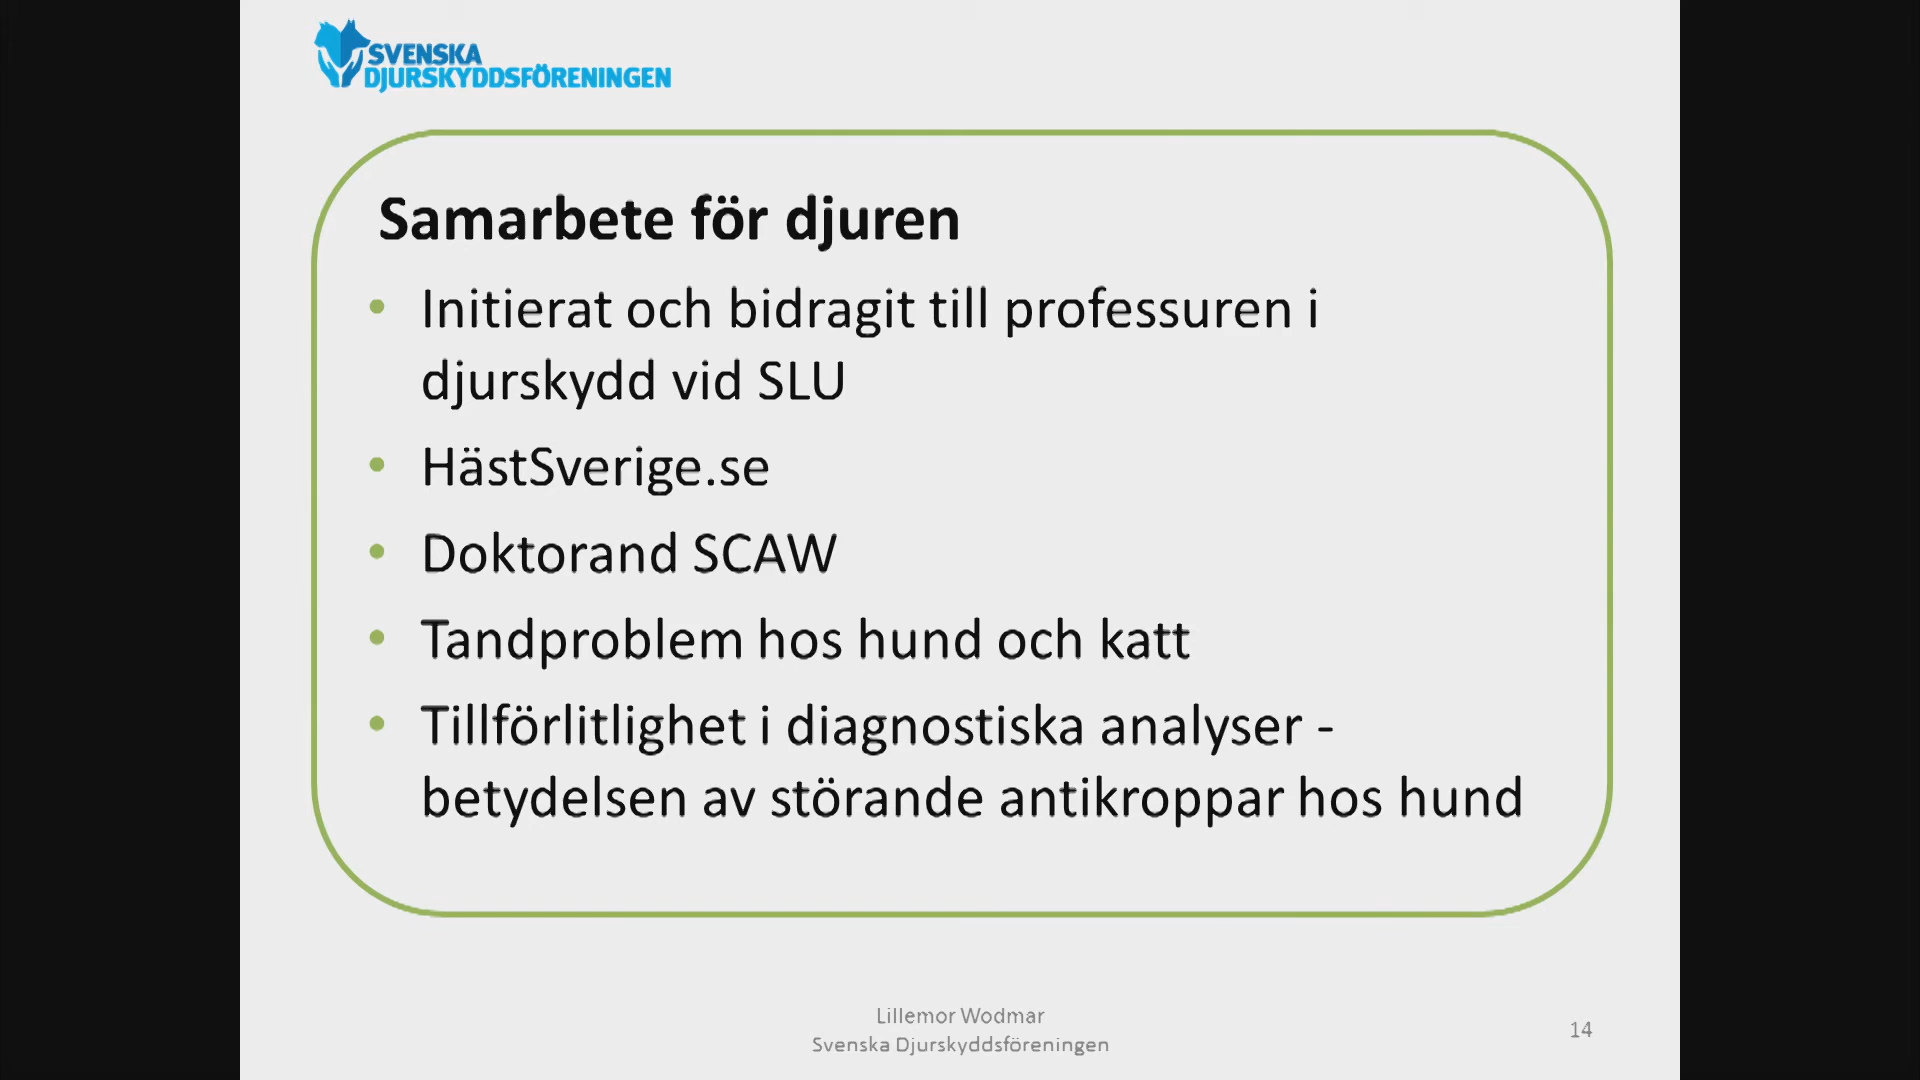 SVENSKA
DJURSKYDDSFÖRENINGEN
Samarbete för djuren
• Initierat och bidragit till professuren i
djurskydd vid SLU
• HästSverige.se
• Doktorand SCAW
• Tandproblem hos hund och katt
• Tillförlitlighet i diagnostiska analyser -
betydelsen av störande antikroppar hos hund
Lillemor Wodmar
Svenska Djurskyddsföreningen
14